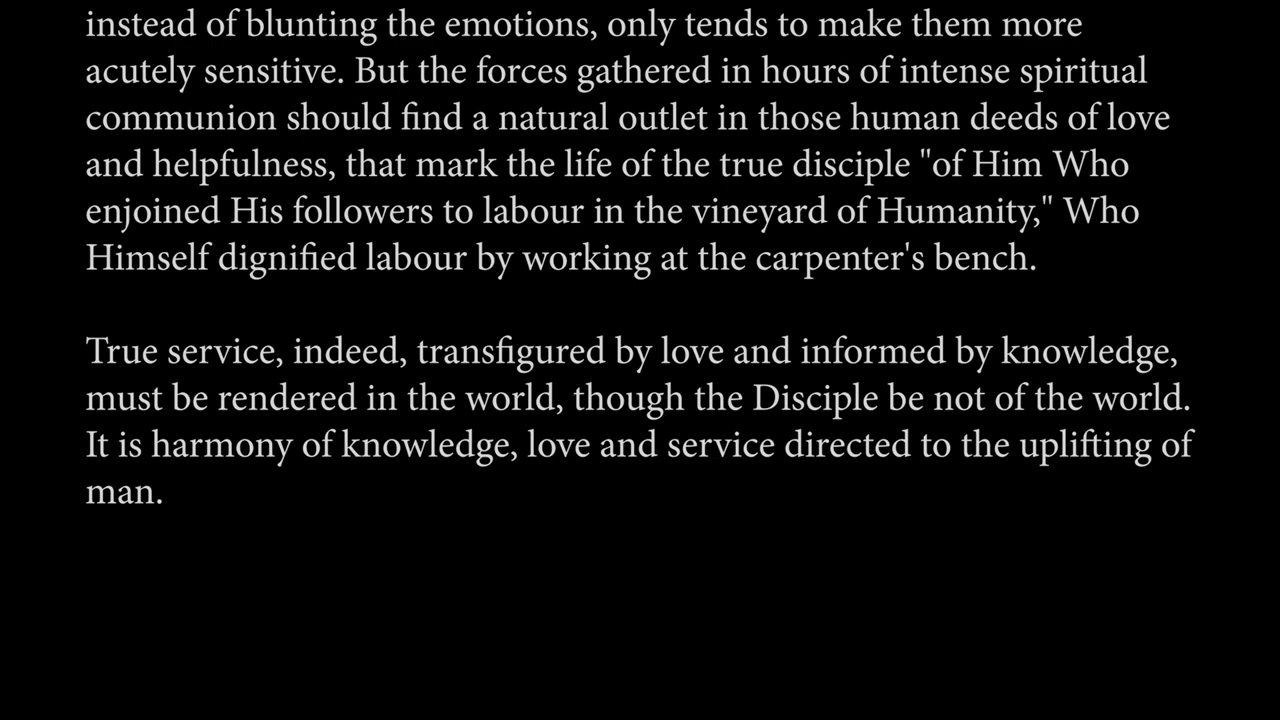 instead of blunting the emotions, only tends to make them more
acutely sensitive. But the forces gathered in hours of intense spiritual
communion should find a natural outlet in those human deeds of love
and helpfulness, that mark the life of the true disciple "of Him Who
enjoined His followers to labour in the vineyard of Humanity," Who
Himself dignified labour by working at the carpenter's bench.
True service, indeed, transfigured by love and informed by knowledge,
must be rendered in the world, though the Disciple be not of the world.
It is harmony of knowledge, love and service directed to the uplifting of
man.